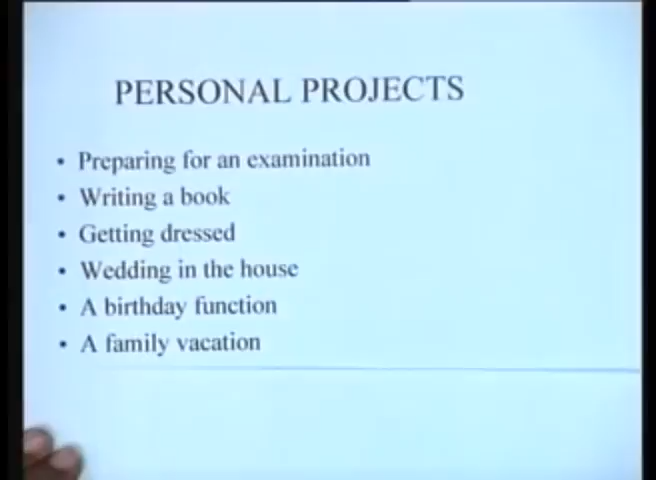 PERSONAL PROJECTS
• Preparing for an examination
• Writing a book
• Getting dressed
• Wedding in the house
• A birthday function
• A family vacation